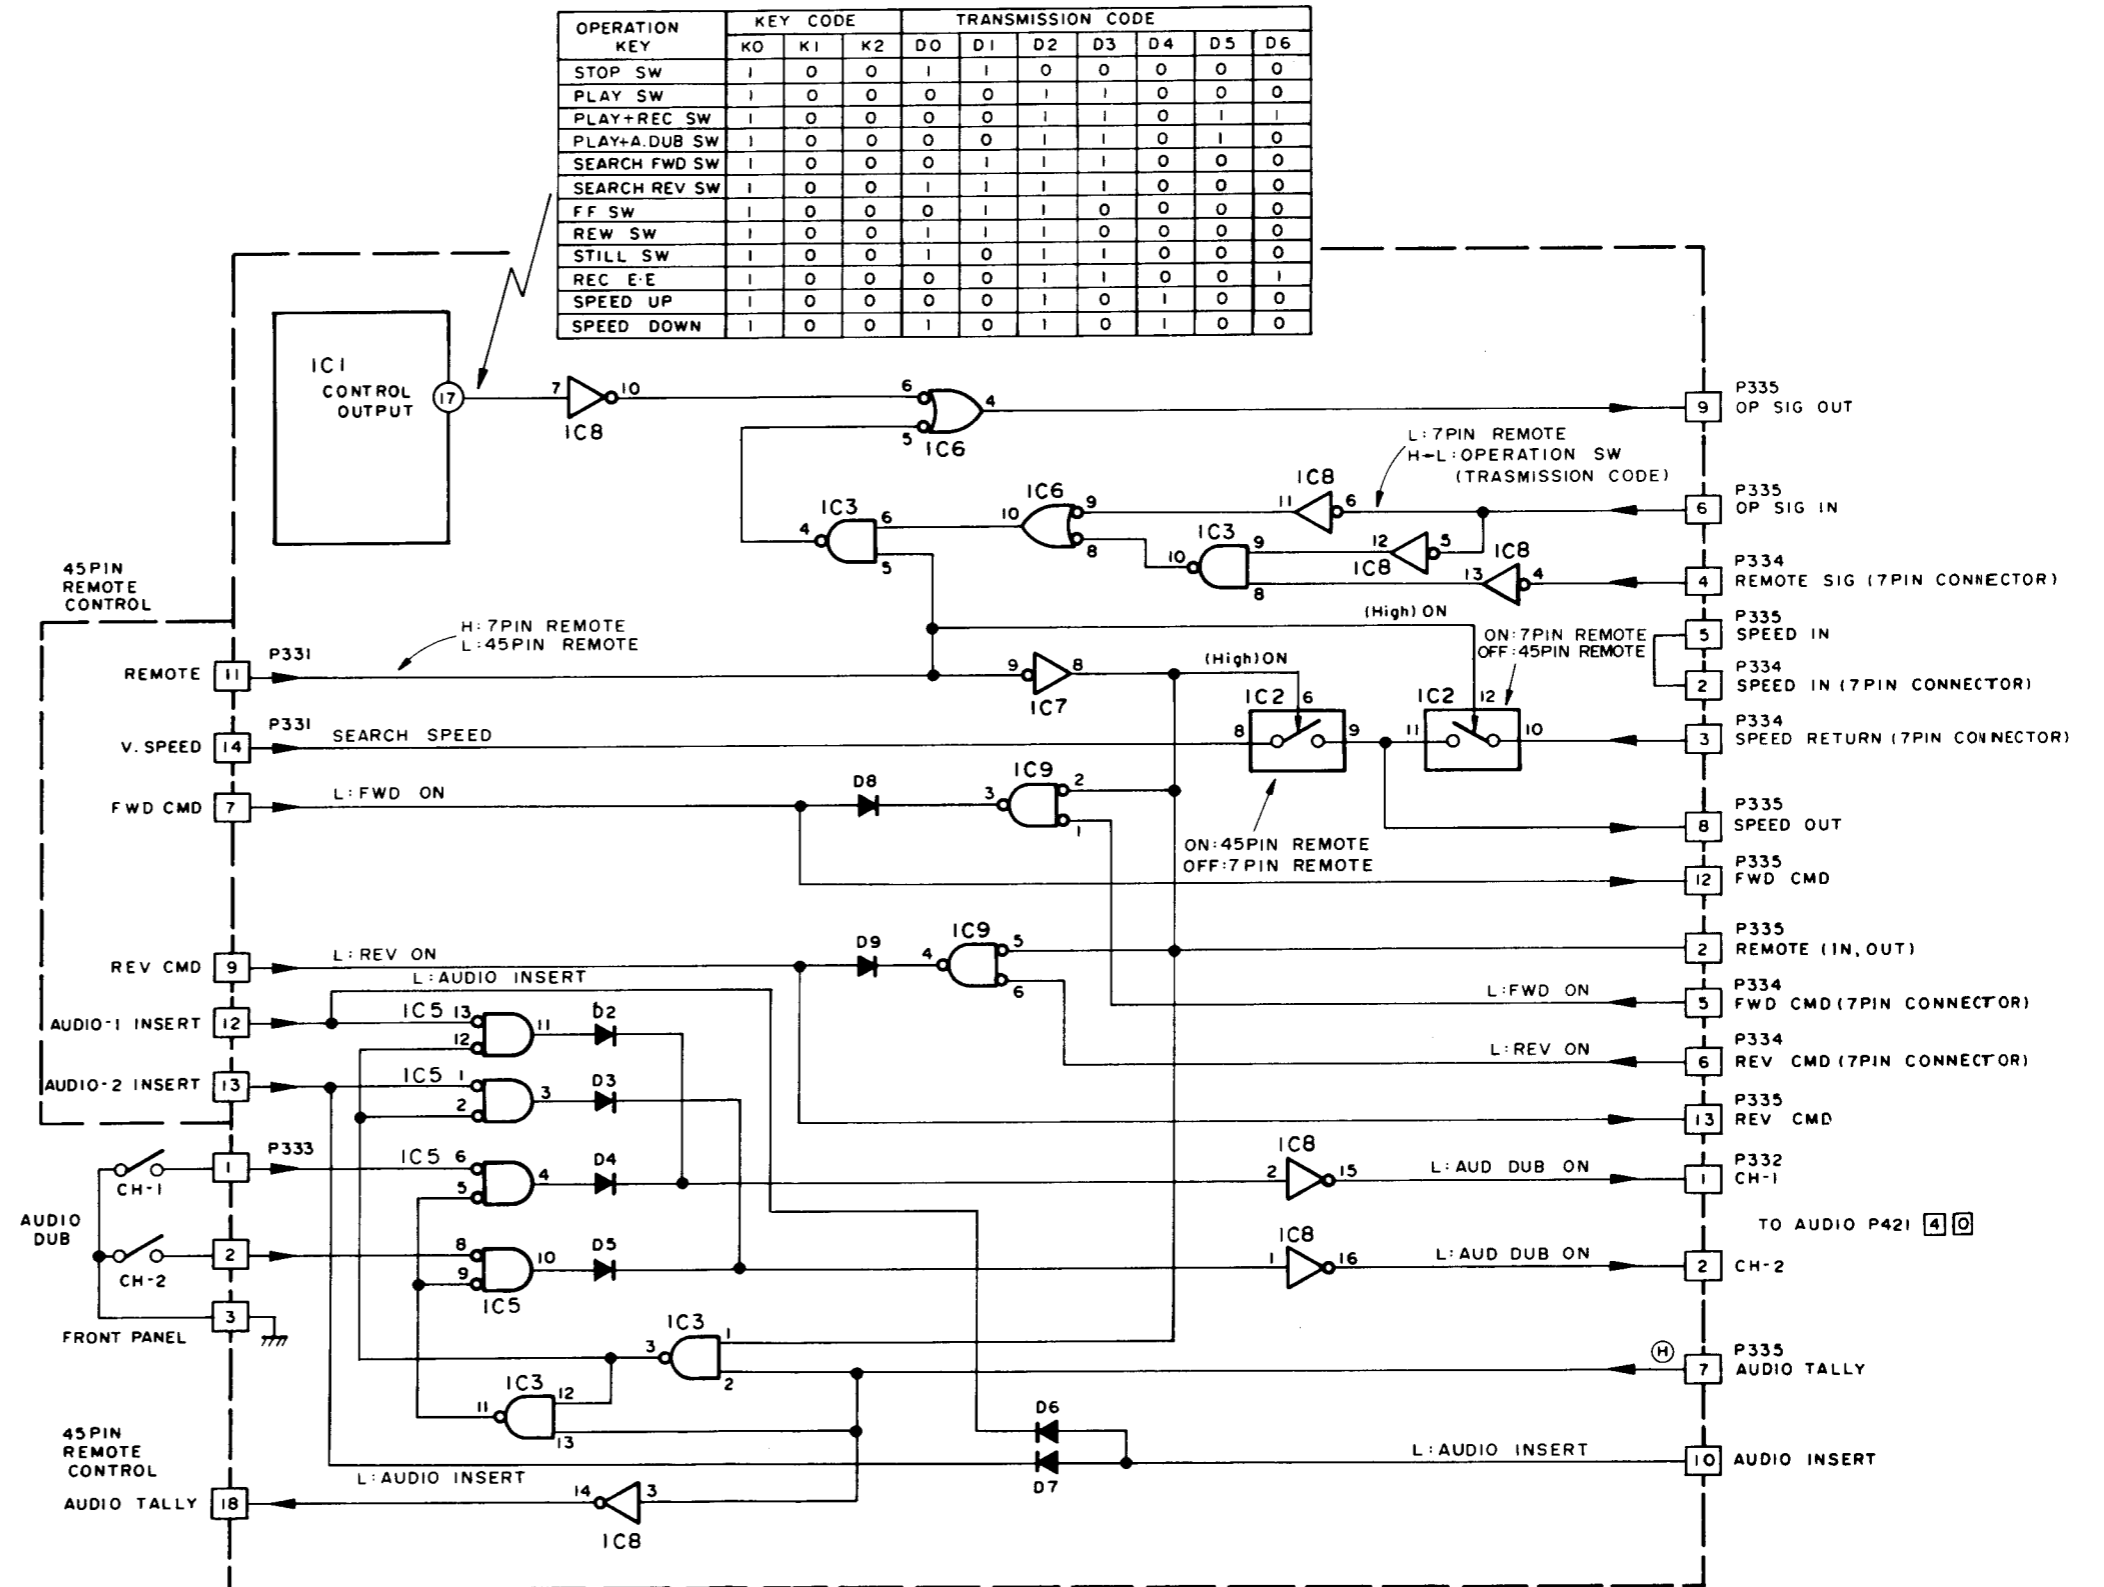 OPERATION KEY KEY CODE TRANSMISSION CODE
K0 K1 K2 D0 D1 D2 D3 D4 D5 D6
STOP SW 1 0 0 1 1 0 0 0 0 0
PLAY SW 1 0 0 0 0 1 1 0 0 0
PLAY+REC SW 1 0 0 0 0 1 1 0 1 1
PLAY+A.DUB SW 1 0 0 0 0 1 1 0 1 0
SEARCH FWD SW 1 0 0 0 1 1 1 0 0 0
SEARCH REV SW 1 0 0 1 1 1 1 0 0 0
FF SW 1 0 0 0 1 1 0 0 0 0
REW SW 1 0 0 1 1 1 0 0 0 0
STILL SW 1 0 0 1 0 1 1 0 0 0
REC E·E 1 0 0 0 0 1 1 0 0 1
SPEED UP 1 0 0 0 0 1 0 1 0 0
SPEED DOWN 1 0 0 1 0 1 0 1 0 0
IC1
CONTROL
OUTPUT
17
7 10
IC8
6
5
4
IC6
P335
9 OP SIG OUT
L:7PIN REMOTE
H→L:OPERATION SW
(TRASMISSION CODE)
IC3
4 6
5
IC6
10 9
8
IC8
11 6
P335
6 OP SIG IN
IC3
10 9
8
12 5
IC8
IC8
13 4
P334
4 REMOTE SIG (7PIN CONNECTOR)
45PIN
REMOTE
CONTROL
H:7PIN REMOTE
L:45PIN REMOTE
(High) ON
ON:7PIN REMOTE
OFF:45PIN REMOTE
P335
5 SPEED IN
P334
2 SPEED IN (7PIN CONNECTOR)
REMOTE 11 P331
9 8
IC7
(High)ON
IC2 6
8 9
IC2 12
11 10
V.SPEED 14 P331
SEARCH SPEED
P334
3 SPEED RETURN (7PIN CONNECTOR)
FWD CMD 7
L:FWD ON
D8
IC9
3 2
1
ON:45PIN REMOTE
OFF:7PIN REMOTE
P335
8 SPEED OUT
P335
12 FWD CMD
REV CMD 9
L:REV ON
D9
IC9
4 5
6
P335
2 REMOTE (IN,OUT)
L:AUDIO INSERT
L:FWD ON
P334
5 FWD CMD (7PIN CONNECTOR)
AUDIO-1 INSERT 12
IC5 13
12
11
D2
L:REV ON
P334
6 REV CMD (7PIN CONNECTOR)
AUDIO-2 INSERT 13
IC5 1
2
3
D3
P335
13 REV CMD
CH-1
1 P333
IC5 6
5
4
D4
IC8
2 15
L:AUD DUB ON
P332
1 CH-1
AUDIO
DUB
TO AUDIO P421 4 0
CH-2
2
8
9
10
IC5
D5
IC8
1 16
L:AUD DUB ON
2 CH-2
3
FRONT PANEL
IC3
3 1
2
H
P335
7 AUDIO TALLY
IC3
11 12
13
D6
D7
L:AUDIO INSERT
10 AUDIO INSERT
45PIN
REMOTE
CONTROL
L:AUDIO INSERT
AUDIO TALLY 18
14 3
IC8